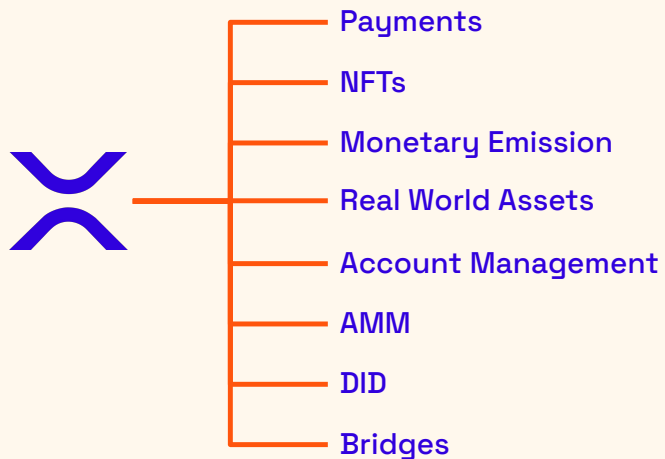 Payments
NFTs
Monetary Emission
Real World Assets
Account Management
AMM
DID
Bridges